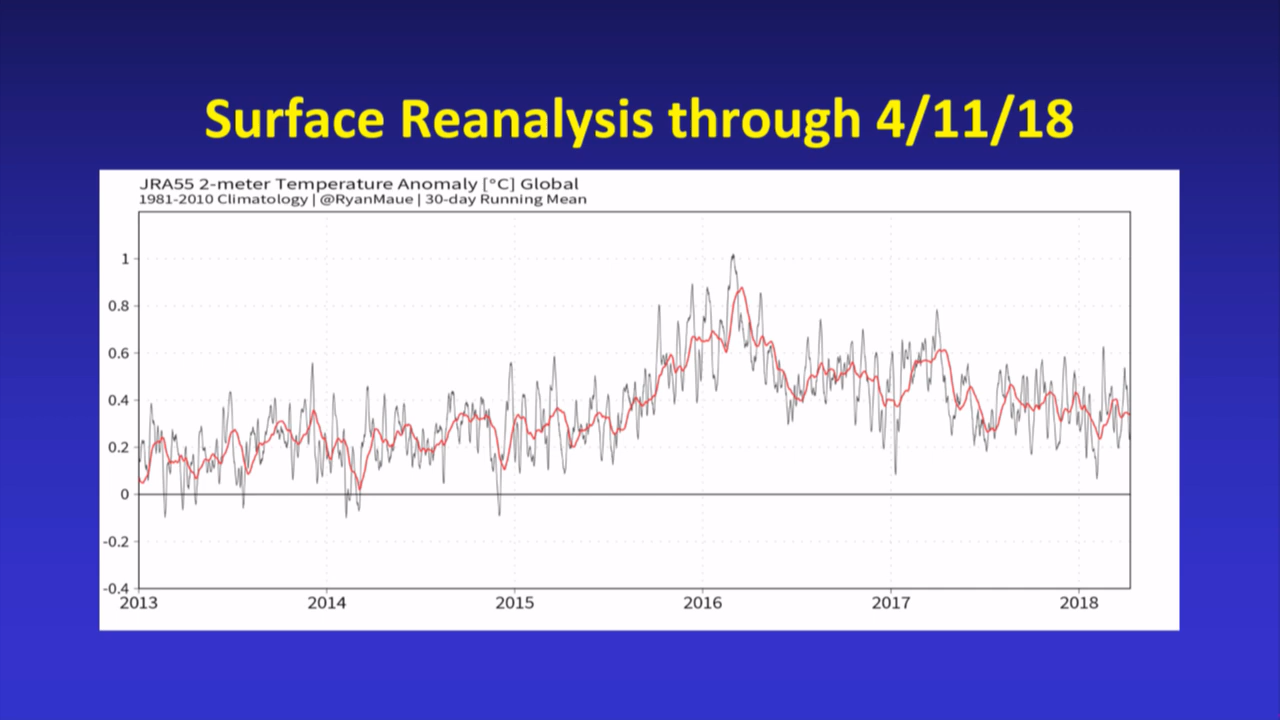 Surface Reanalysis through 4/11/18
JRA55 2-meter Temperature Anomaly [°C] Global
1981-2010 Climatology | @RyanMaue | 30-day Running Mean
1
0.8
0.6
0.4
0.2
0
-0.2
-0.4
2013 2014 2015 2016 2017 2018